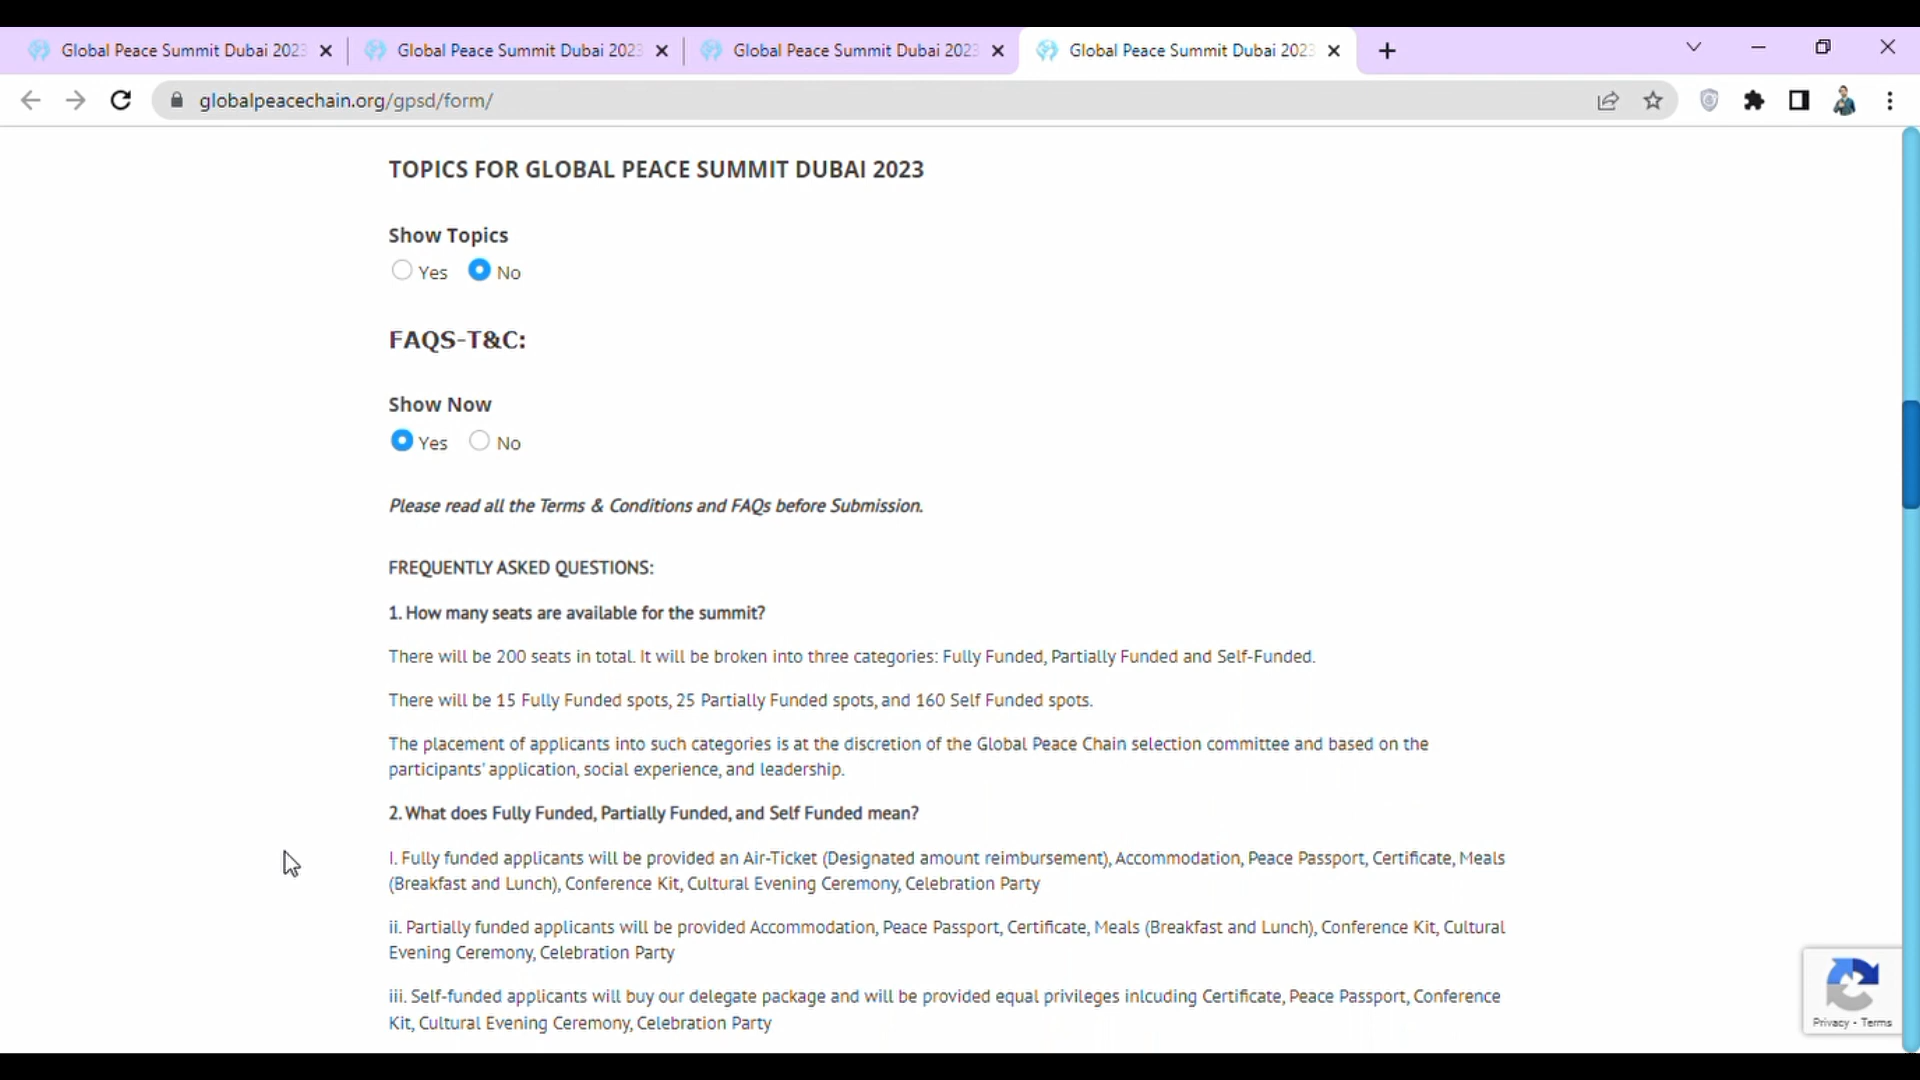 Global Peace Summit Dubai 2023
Global Peace Summit Dubai 2023
Global Peace Summit Dubai 2023
Global Peace Summit Dubai 2023
globalpeacechain.org/gpsd/form/
TOPICS FOR GLOBAL PEACE SUMMIT DUBAI 2023
Show Topics
Yes No
FAQS-T&C:
Show Now
Yes No
Please read all the Terms & Conditions and FAQs before Submission.
FREQUENTLY ASKED QUESTIONS:
1. How many seats are available for the summit?
There will be 200 seats in total. It will be broken into three categories: Fully Funded, Partially Funded and Self-Funded.
There will be 15 Fully Funded spots, 25 Partially Funded spots, and 160 Self Funded spots.
The placement of applicants into such categories is at the discretion of the Global Peace Chain selection committee and based on the
participants' application, social experience, and leadership.
2. What does Fully Funded, Partially Funded, and Self Funded mean?
I. Fully funded applicants will be provided an Air-Ticket (Designated amount reimbursement), Accommodation, Peace Passport, Certificate, Meals
(Breakfast and Lunch), Conference Kit, Cultural Evening Ceremony, Celebration Party
ii. Partially funded applicants will be provided Accommodation, Peace Passport, Certificate, Meals (Breakfast and Lunch), Conference Kit, Cultural
Evening Ceremony, Celebration Party
iii. Self-funded applicants will buy our delegate package and will be provided equal privileges inlcuding Certificate, Peace Passport, Conference
Kit, Cultural Evening Ceremony, Celebration Party
Privacy - Terms